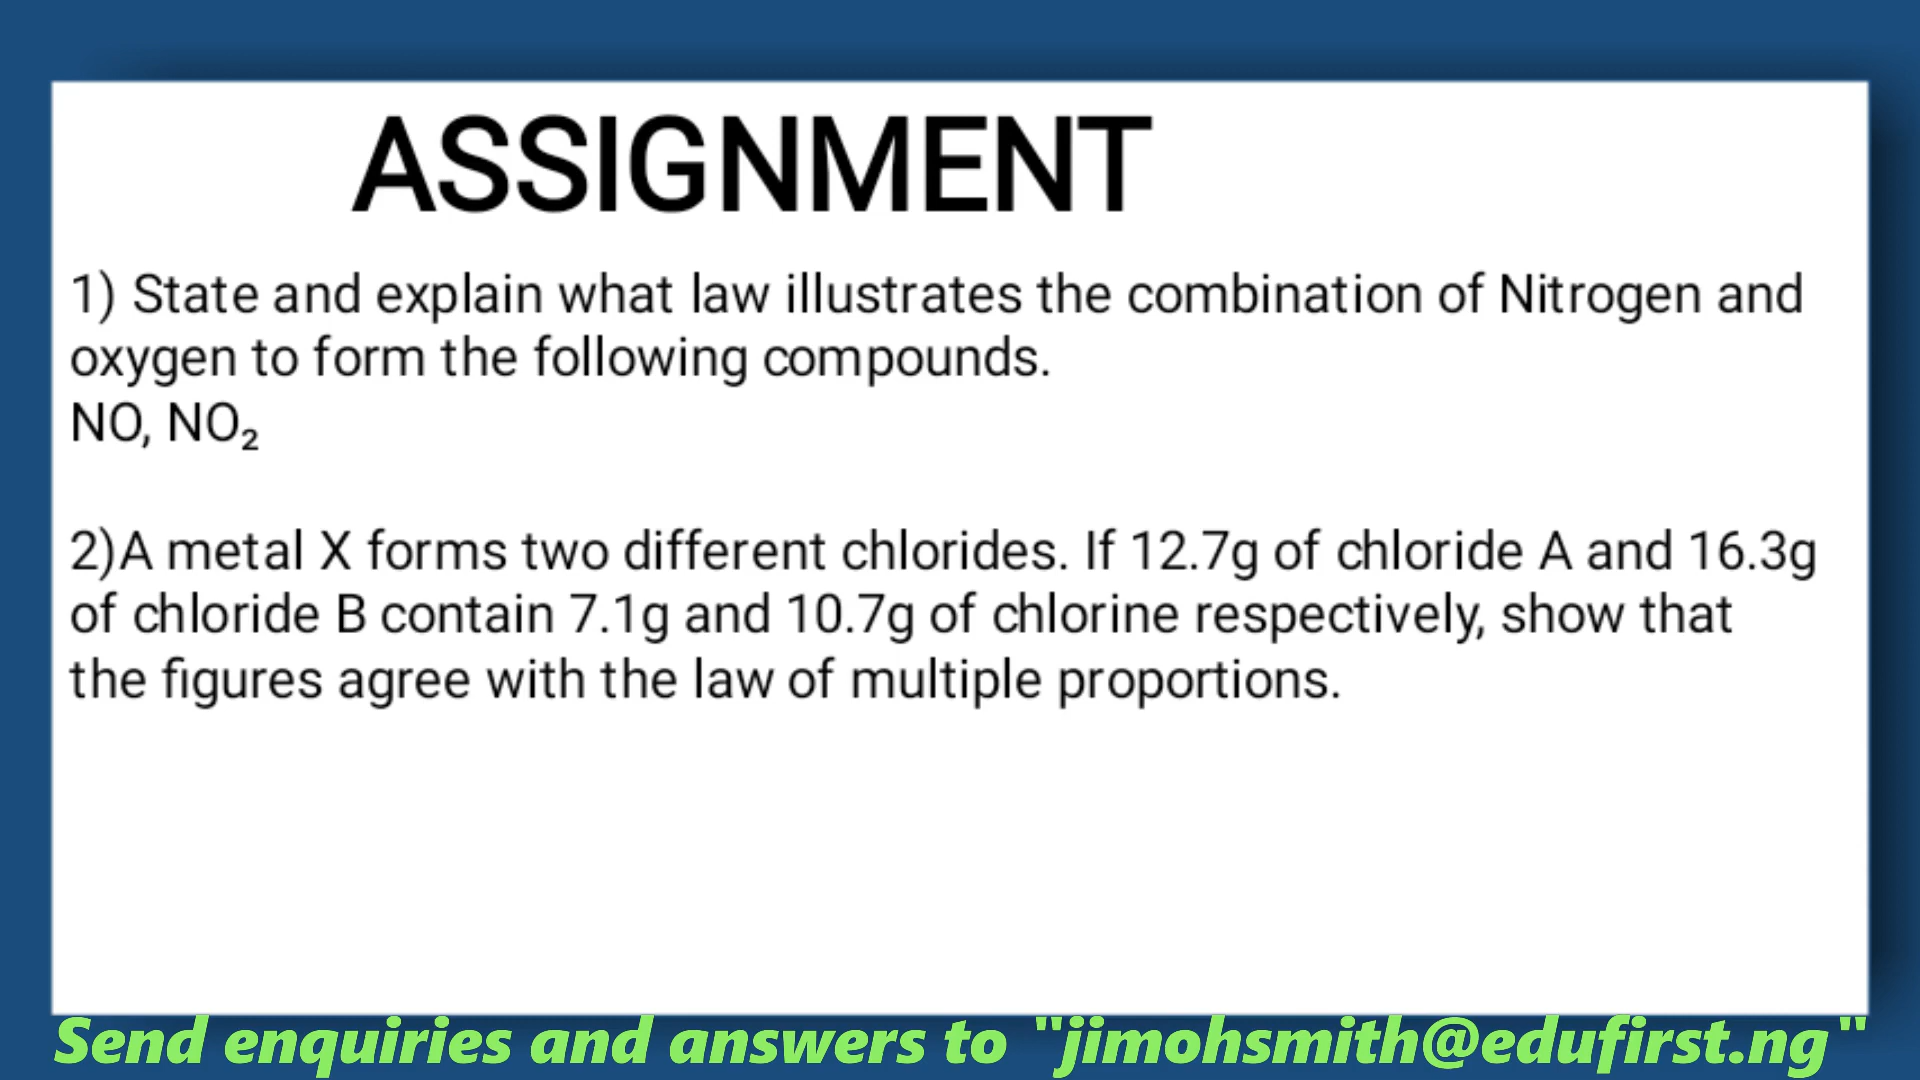 ASSIGNMENT
1) State and explain what law illustrates the combination of Nitrogen and
oxygen to form the following compounds.
NO, NO₂
2)A metal X forms two different chlorides. If 12.7g of chloride A and 16.3g
of chloride B contain 7.1g and 10.7g of chlorine respectively, show that
the figures agree with the law of multiple proportions.
Send enquiries and answers to "jimohsmith@edufirst.ng"